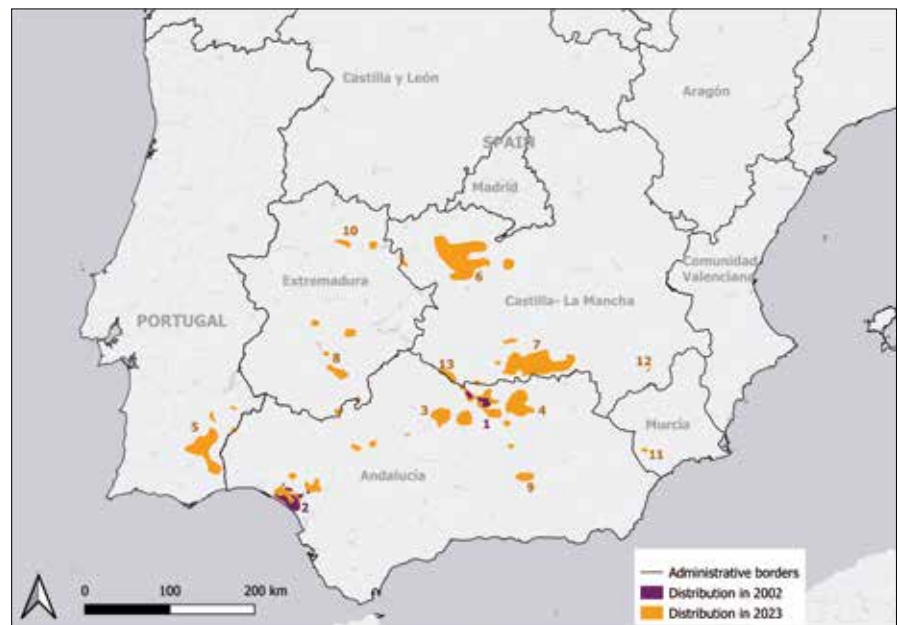 Castilla y León
Aragón
SPAIN
Madrid
10
Extremadura
6
Comunidad
Valenciana
Castilla- La Mancha
PORTUGAL
7
8
13
12
3
4
5
1
Murcia
11
Andalucía
9
2
Administrative borders
0
100
200 km
Distribution in 2002
Distribution in 2023